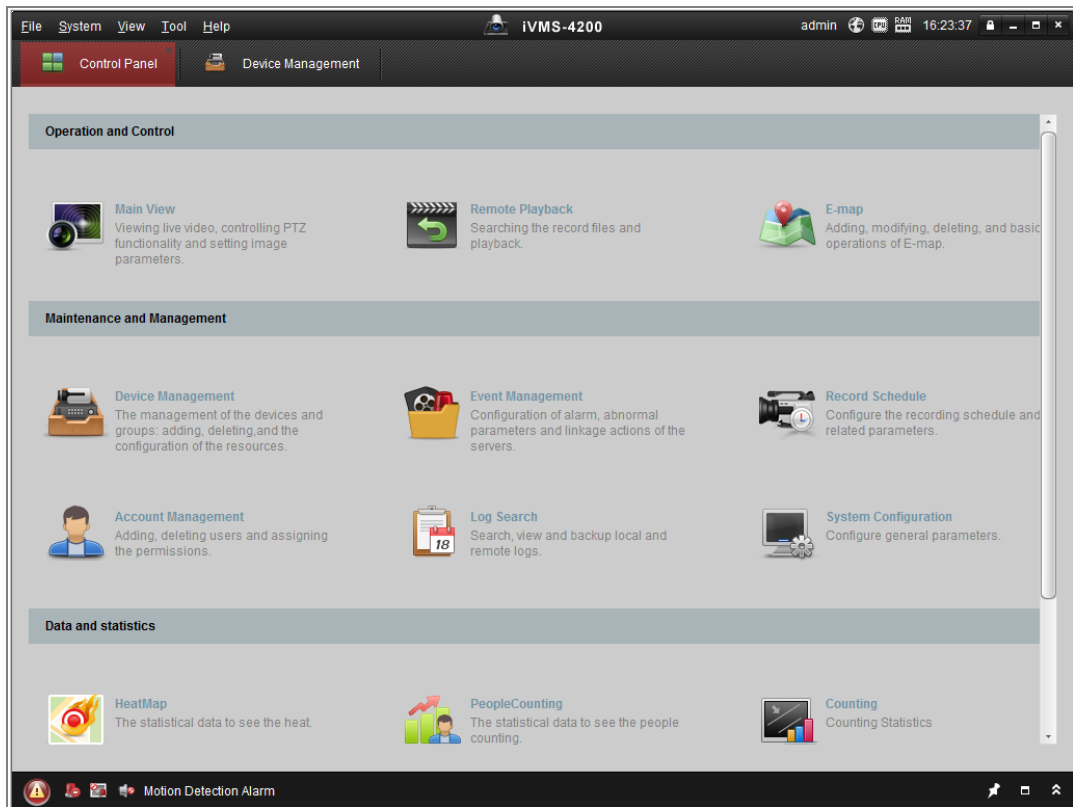 File System View Tool Help
iVMS-4200
admin CPU RAM 16:23:37
Control Panel
Device Management
Operation and Control
Main View
Viewing live video, controlling PTZ
functionality and setting image
parameters.
Remote Playback
Searching the record files and
playback.
E-map
Adding, modifying, deleting, and basic
operations of E-map.
Maintenance and Management
Device Management
The management of the devices and
groups: adding, deleting,and the
configuration of the resources.
Event Management
Configuration of alarm, abnormal
parameters and linkage actions of the
servers.
Record Schedule
Configure the recording schedule and
related parameters.
Account Management
Adding, deleting users and assigning
the permissions.
18
Log Search
Search, view and backup local and
remote logs.
System Configuration
Configure general parameters.
Data and statistics
HeatMap
The statistical data to see the heat.
PeopleCounting
The statistical data to see the people
counting.
Counting
Counting Statistics
Motion Detection Alarm